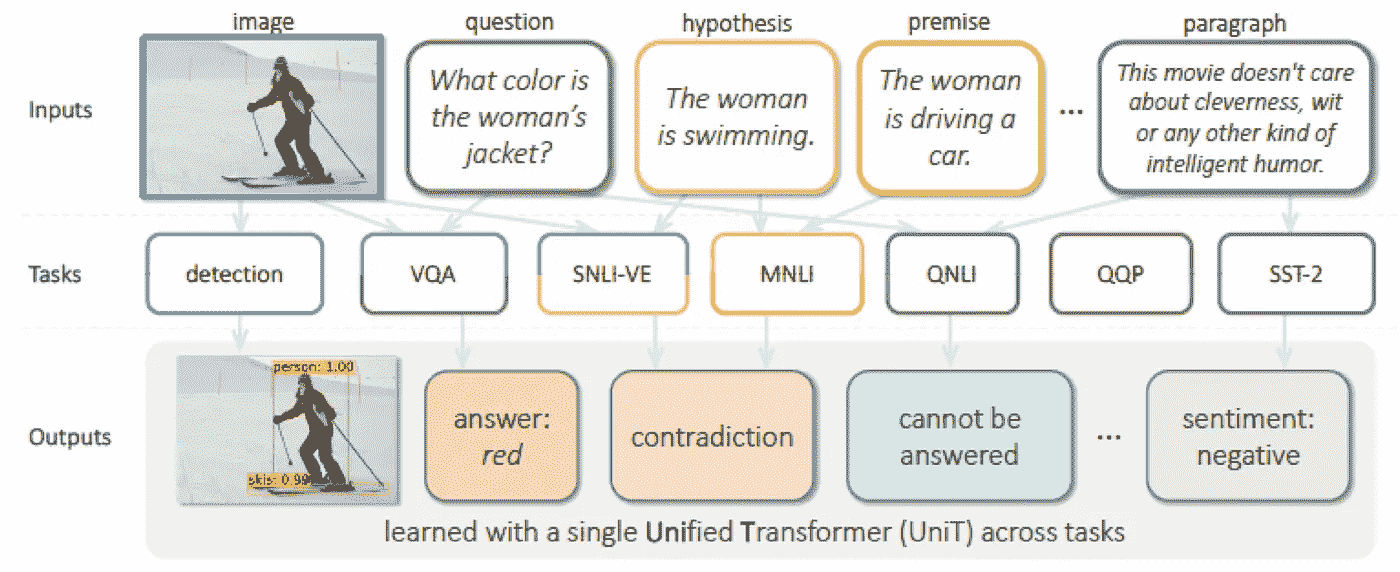 image
question
hypothesis
premise
paragraph
Inputs
What color is
the woman's
jacket?
The woman
is swimming.
The woman
is driving a
car.
...
This movie doesn't care
about cleverness, wit
or any other kind of
intelligent humor.
Tasks
detection
VQA
SNLI-VE
MNLI
QNLI
QQP
SST-2
Outputs
person: 1.00
skis: 0.99
answer:
red
contradiction
cannot be
answered
...
sentiment:
negative
learned with a single Unified Transformer (UniT) across tasks